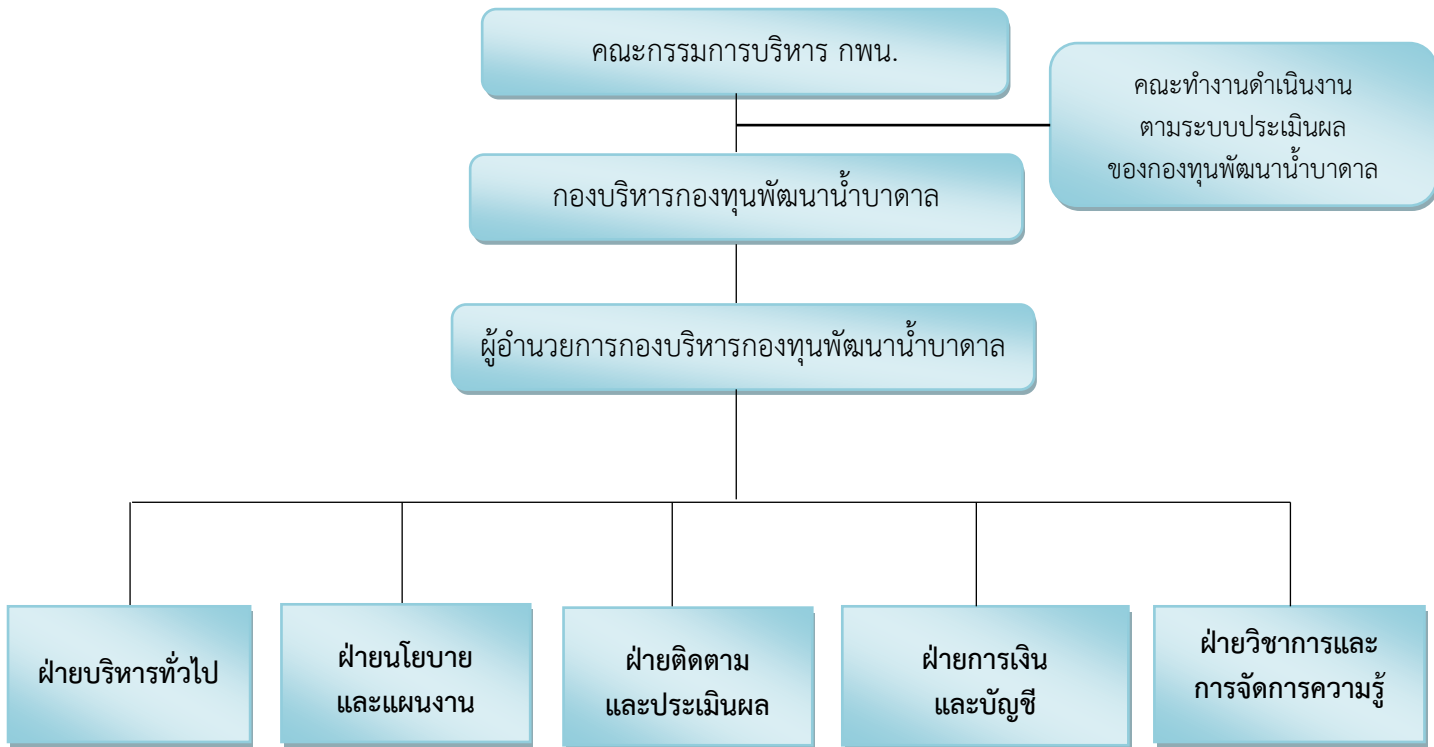 คณะกรรมการบริหาร กพน.
คณะทำงานดำเนินงาน
ตามระบบประเมินผล
ของกองทุนพัฒนาน้ำบาดาล
กองบริหารกองทุนพัฒนาน้ำบาดาล
ผู้อำนวยการกองบริหารกองทุนพัฒนาน้ำบาดาล
ฝ่ายบริหารทั่วไป
ฝ่ายนโยบาย
และแผนงาน
ฝ่ายติดตาม
และประเมินผล
ฝ่ายการเงิน
และบัญชี
ฝ่ายวิชาการและ
การจัดการความรู้